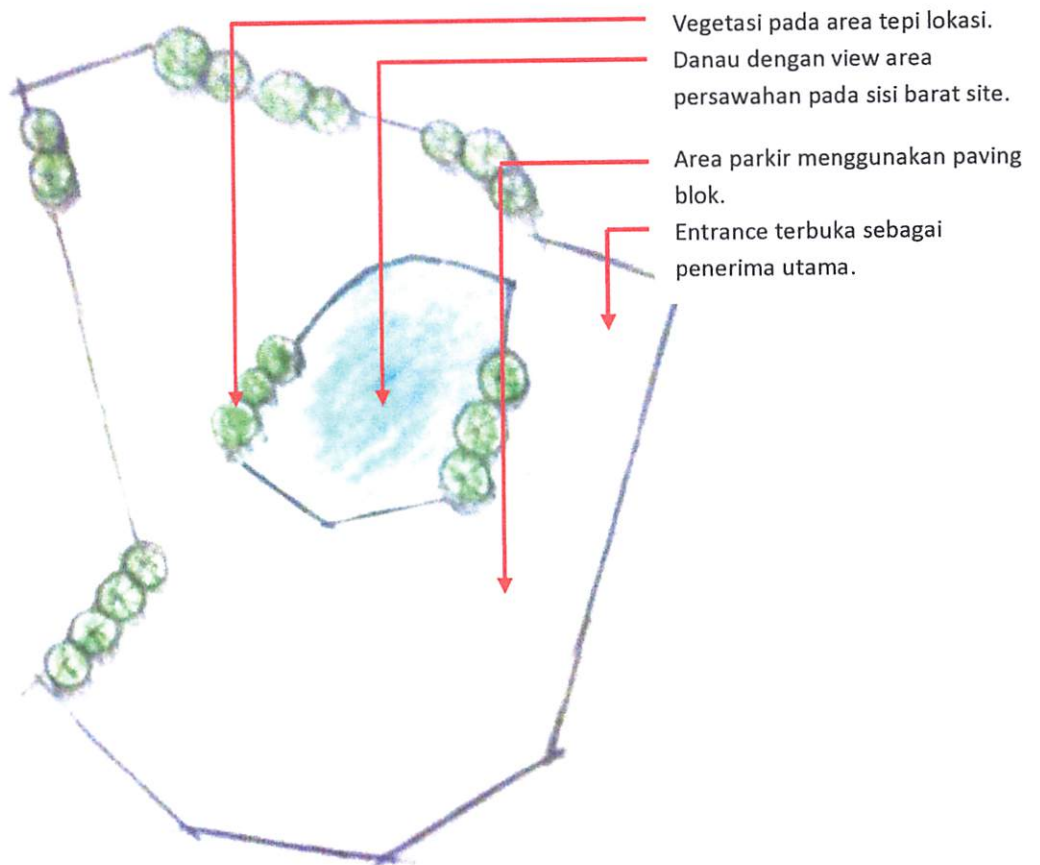 Vegetasi pada area tepi lokasi.
Danau dengan view area
persawahan pada sisi barat site.
Area parkir menggunakan paving
blok.
Entrance terbuka sebagai
penerima utama.